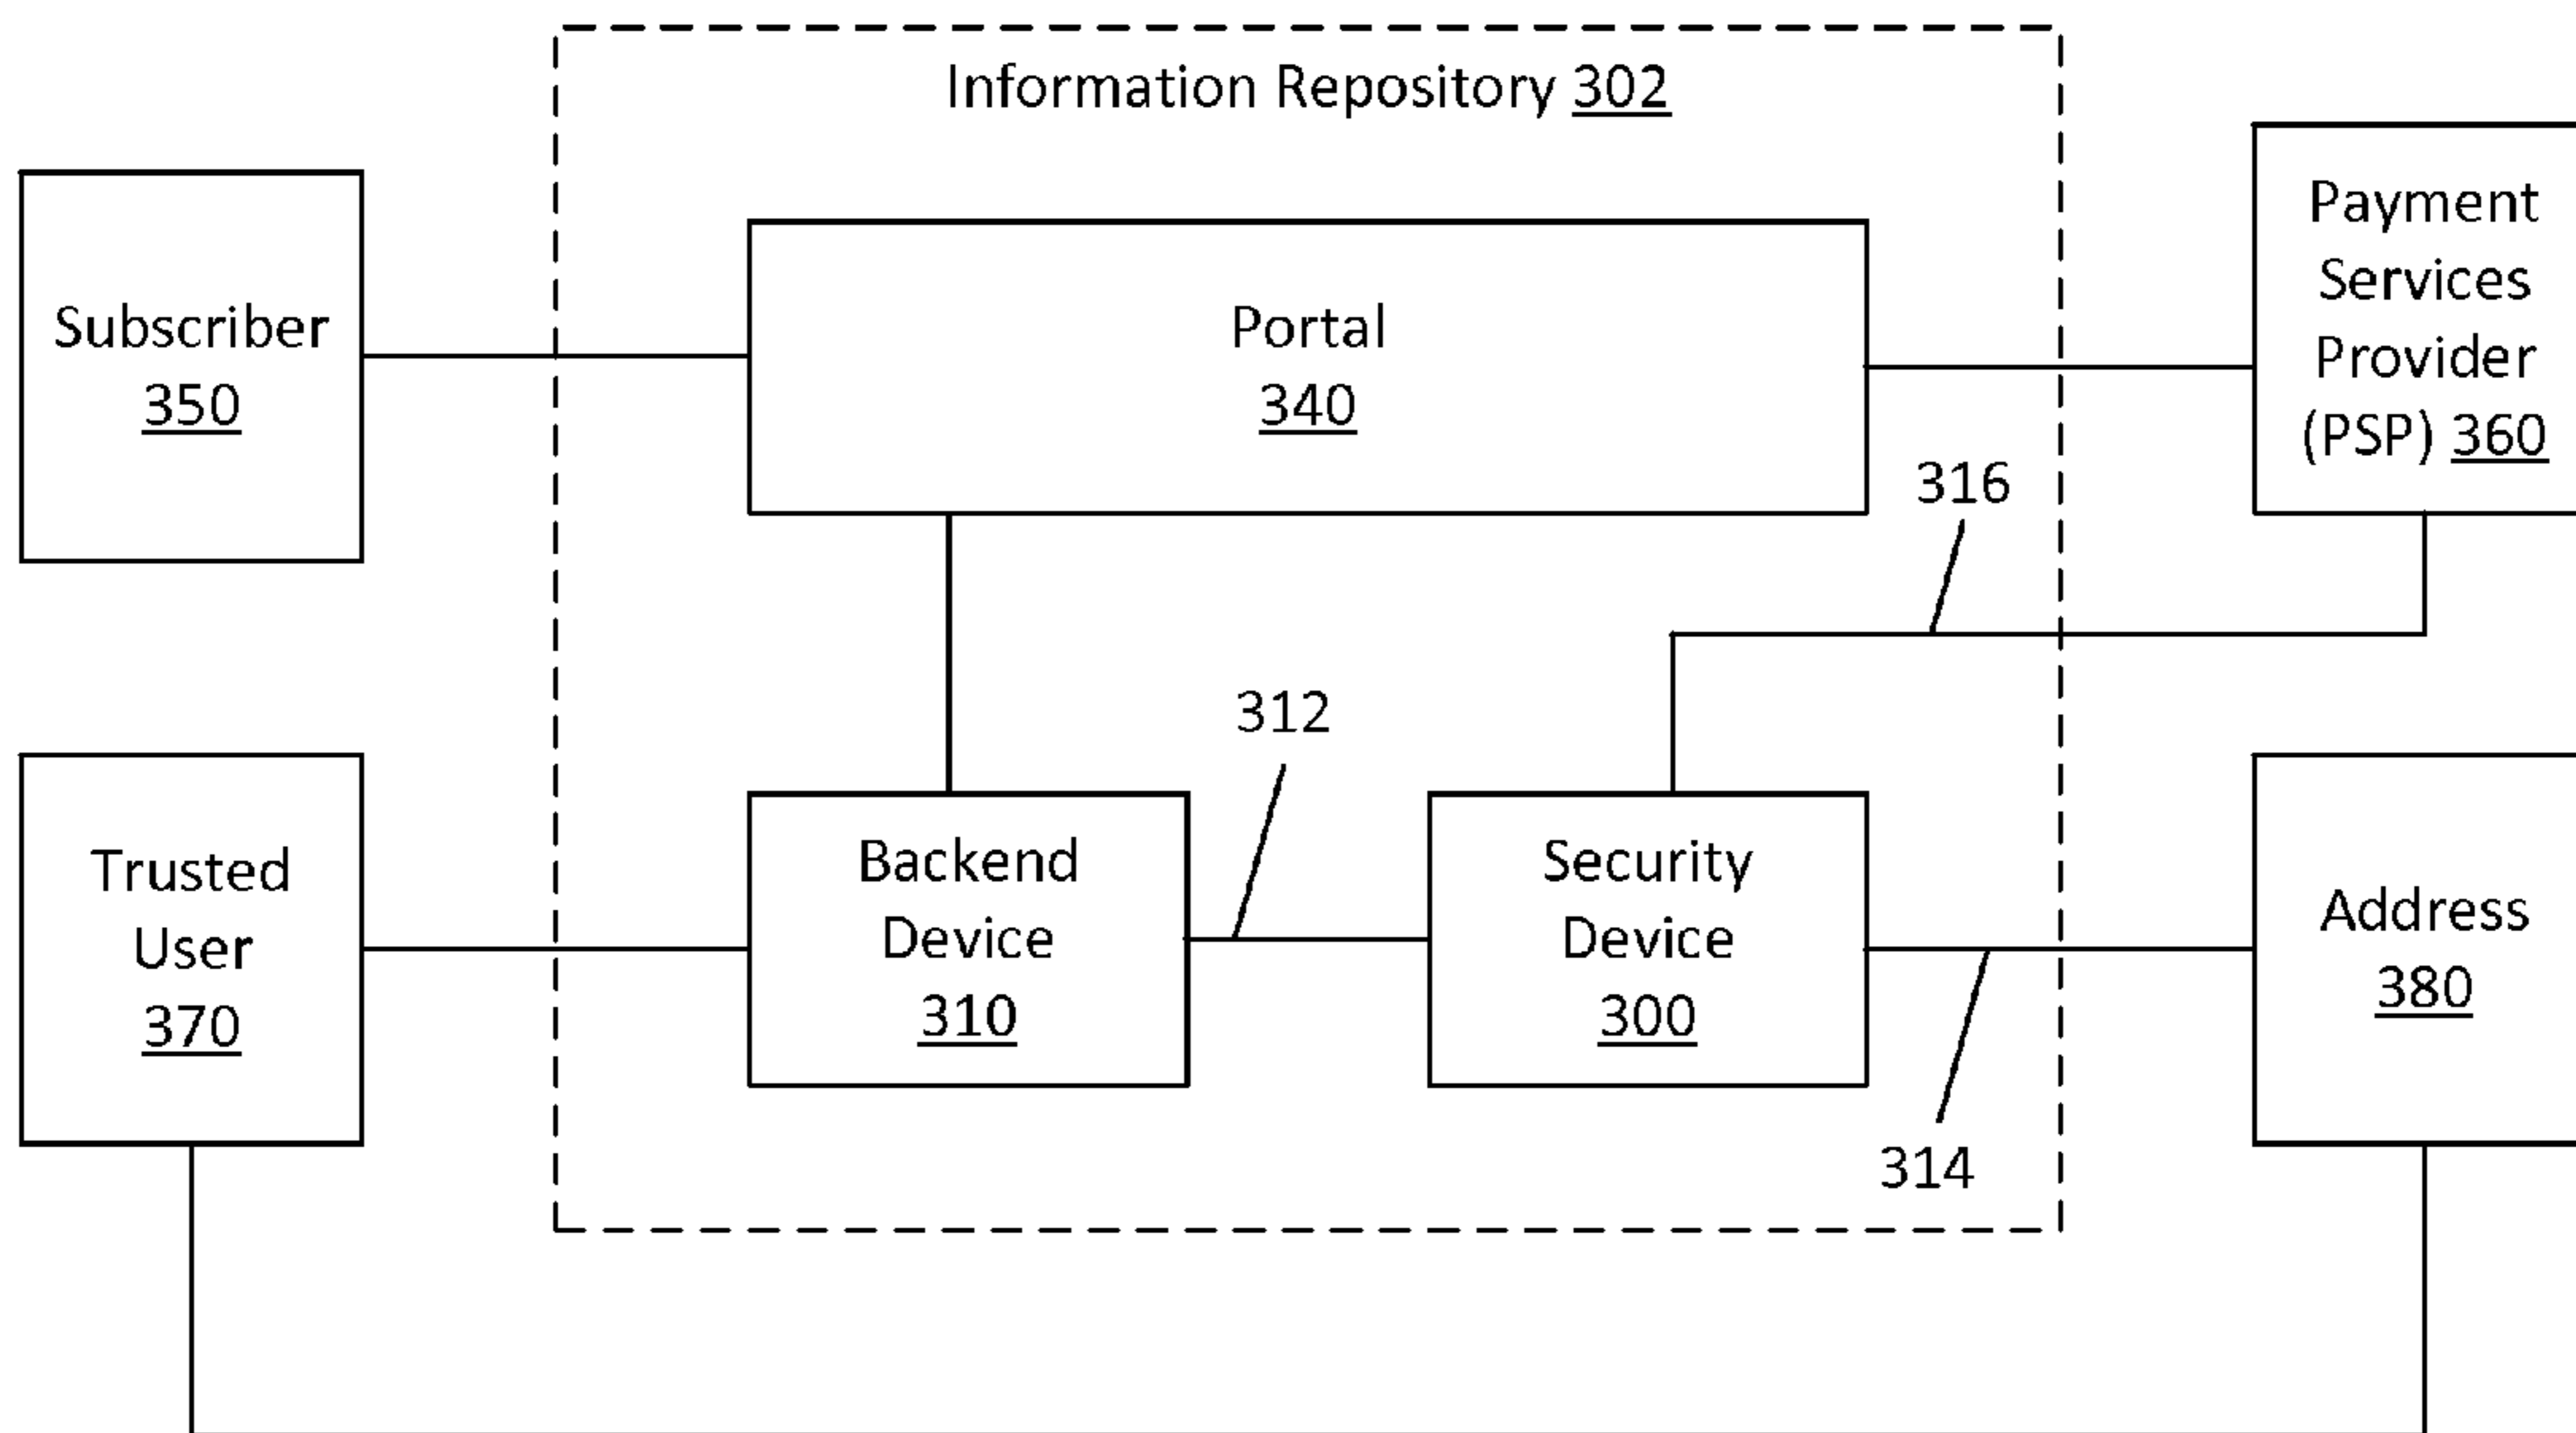 Information Repository 302
Subscriber
350
Portal
340
Payment
Services
Provider
(PSP) 360
316
312
Trusted
User
370
Backend
Device
310
Security
Device
300
Address
380
314